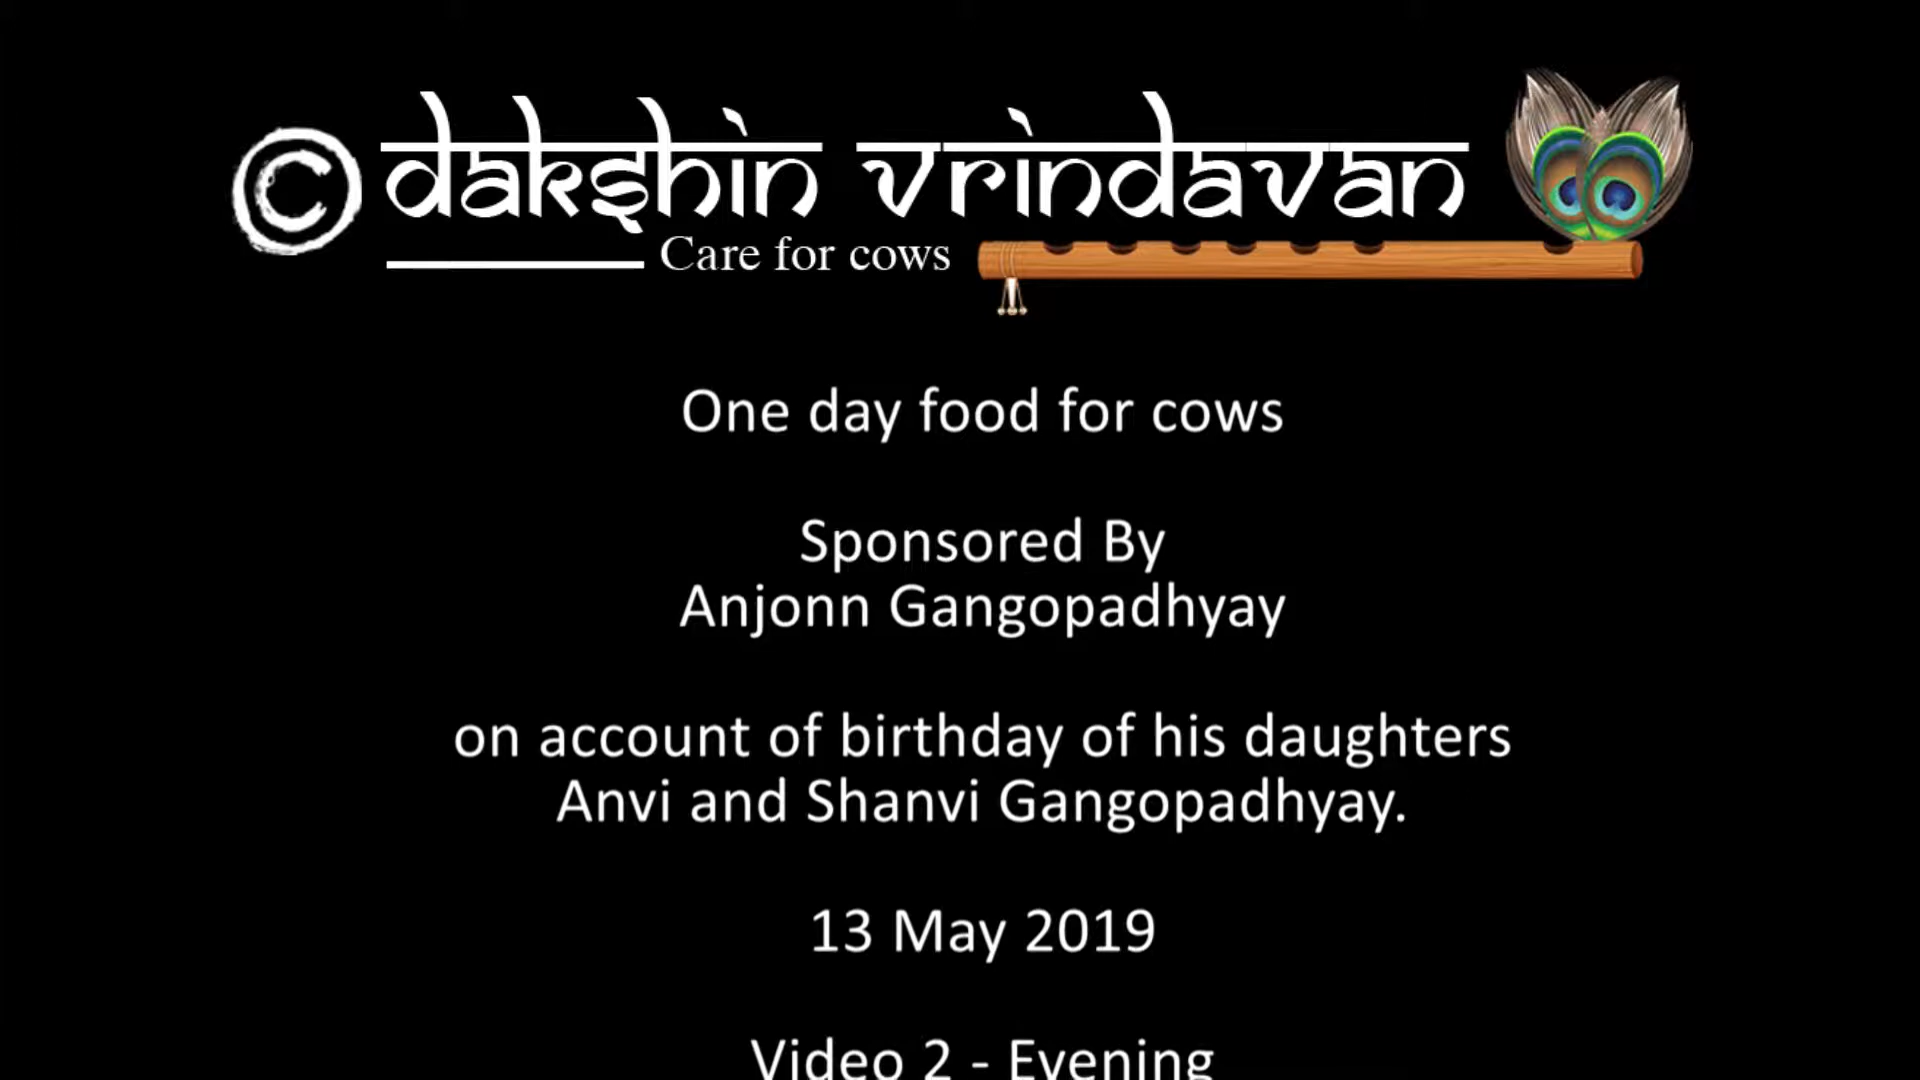 © dakshin vrindavan
Care for cows
One day food for cows
Sponsored By
Anjonn Gangopadhyay
on account of birthday of his daughters
Anvi and Shanvi Gangopadhyay.
13 May 2019
Video 2 - Evening